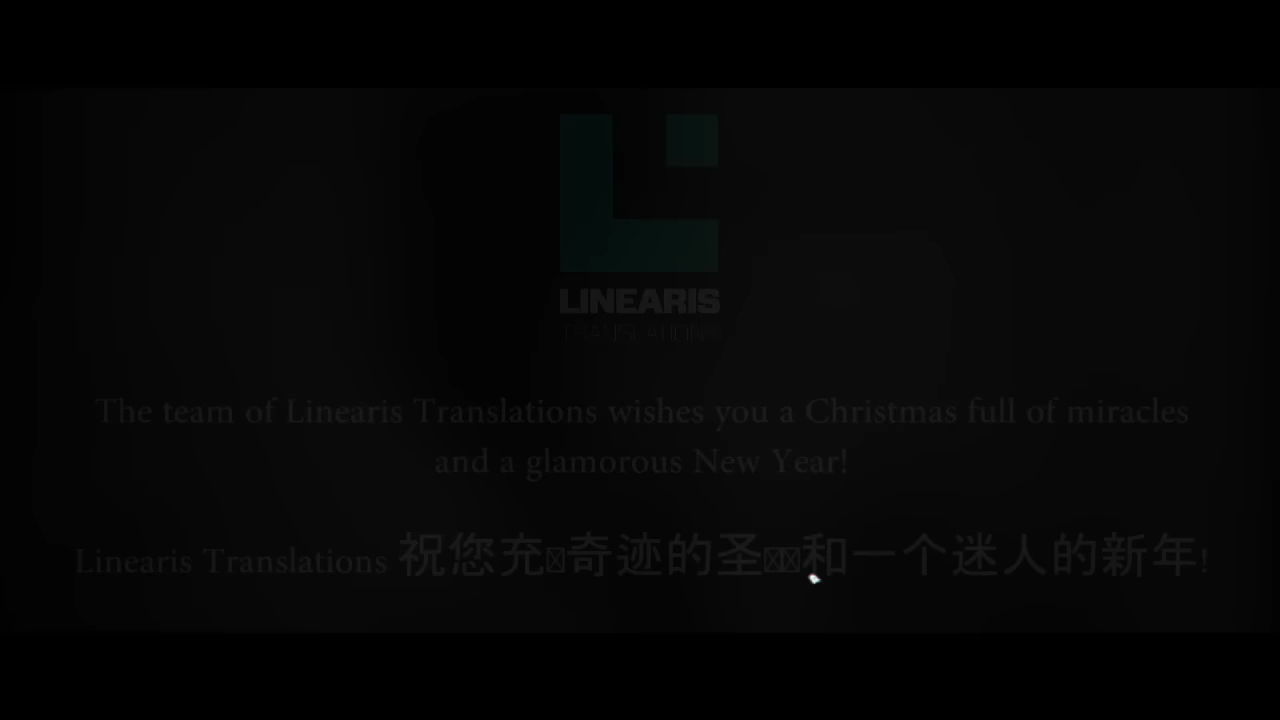 LINEARIS
TRANSLATIONS
The team of Linearis Translations wishes you a Christmas full of miracles
and a glamorous New Year!
Linearis Translations 祝您充☒奇迹的圣☒☒和一个迷人的新年!